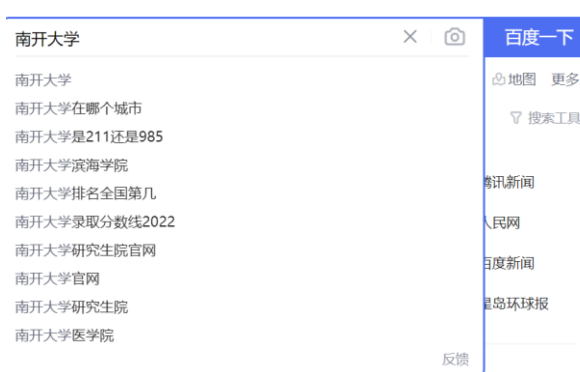 南开大学
百度一下
南开大学
南开大学在哪个城市
南开大学是211还是985
南开大学滨海学院
南开大学排名全国第几
南开大学录取分数线2022
南开大学研究生院官网
南开大学官网
南开大学研究生院
南开大学医学院
反馈
地图 更多
搜索工具
腾讯新闻
人民网
百度新闻
星岛环球报